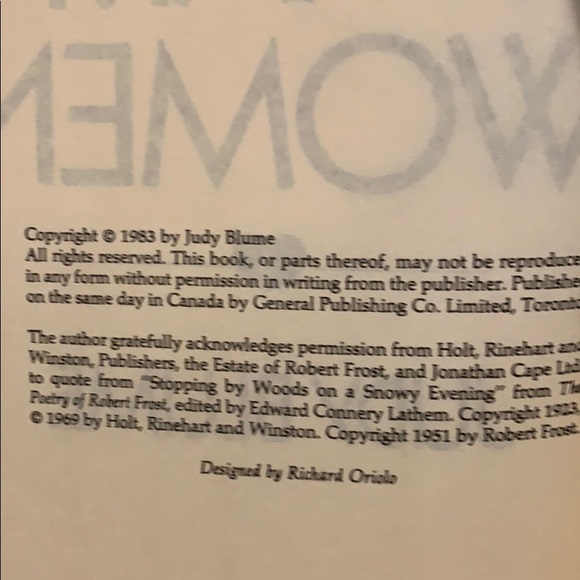 WOMEN
Copyright © 1983 by Judy Blume
All rights reserved. This book, or parts thereof, may not be reproduce
in any form without permission in writing from the publisher. Publishe
on the same day in Canada by General Publishing Co. Limited, Toronto
The author gratefully acknowledges permission from Holt, Rinehart and
Winston, Publishers, the Estate of Robert Frost, and Jonathan Cape Ltd
to quote from "Stopping by Woods on a Snowy Evening" from The
Poetry of Robert Frost, edited by Edward Connery Lathem. Copyright 1923,
© 1969 by Holt, Rinehart and Winston. Copyright 1951 by Robert Frost.
Designed by Richard Oriolo